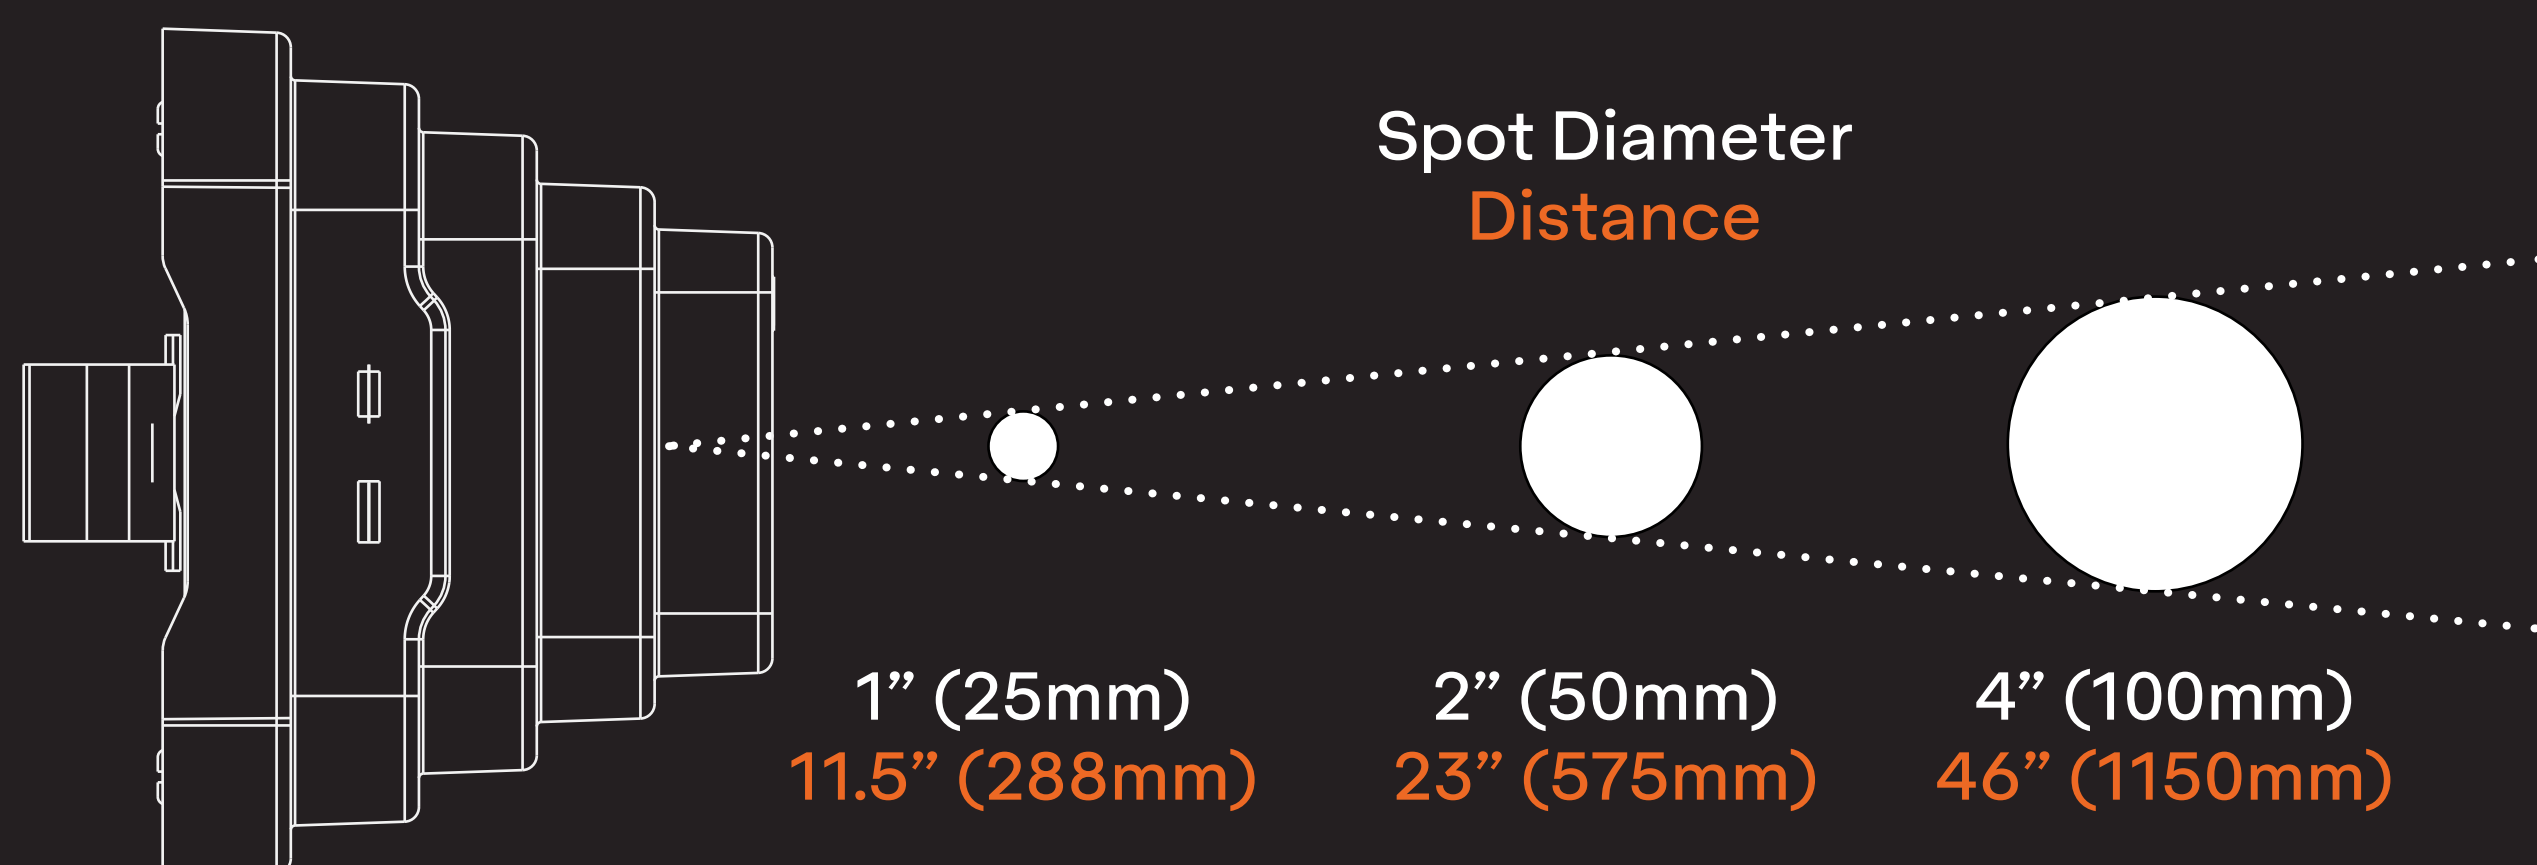 Spot Diameter
Distance
1” (25mm)
11.5” (288mm)
2” (50mm)
23” (575mm)
4” (100mm)
46” (1150mm)